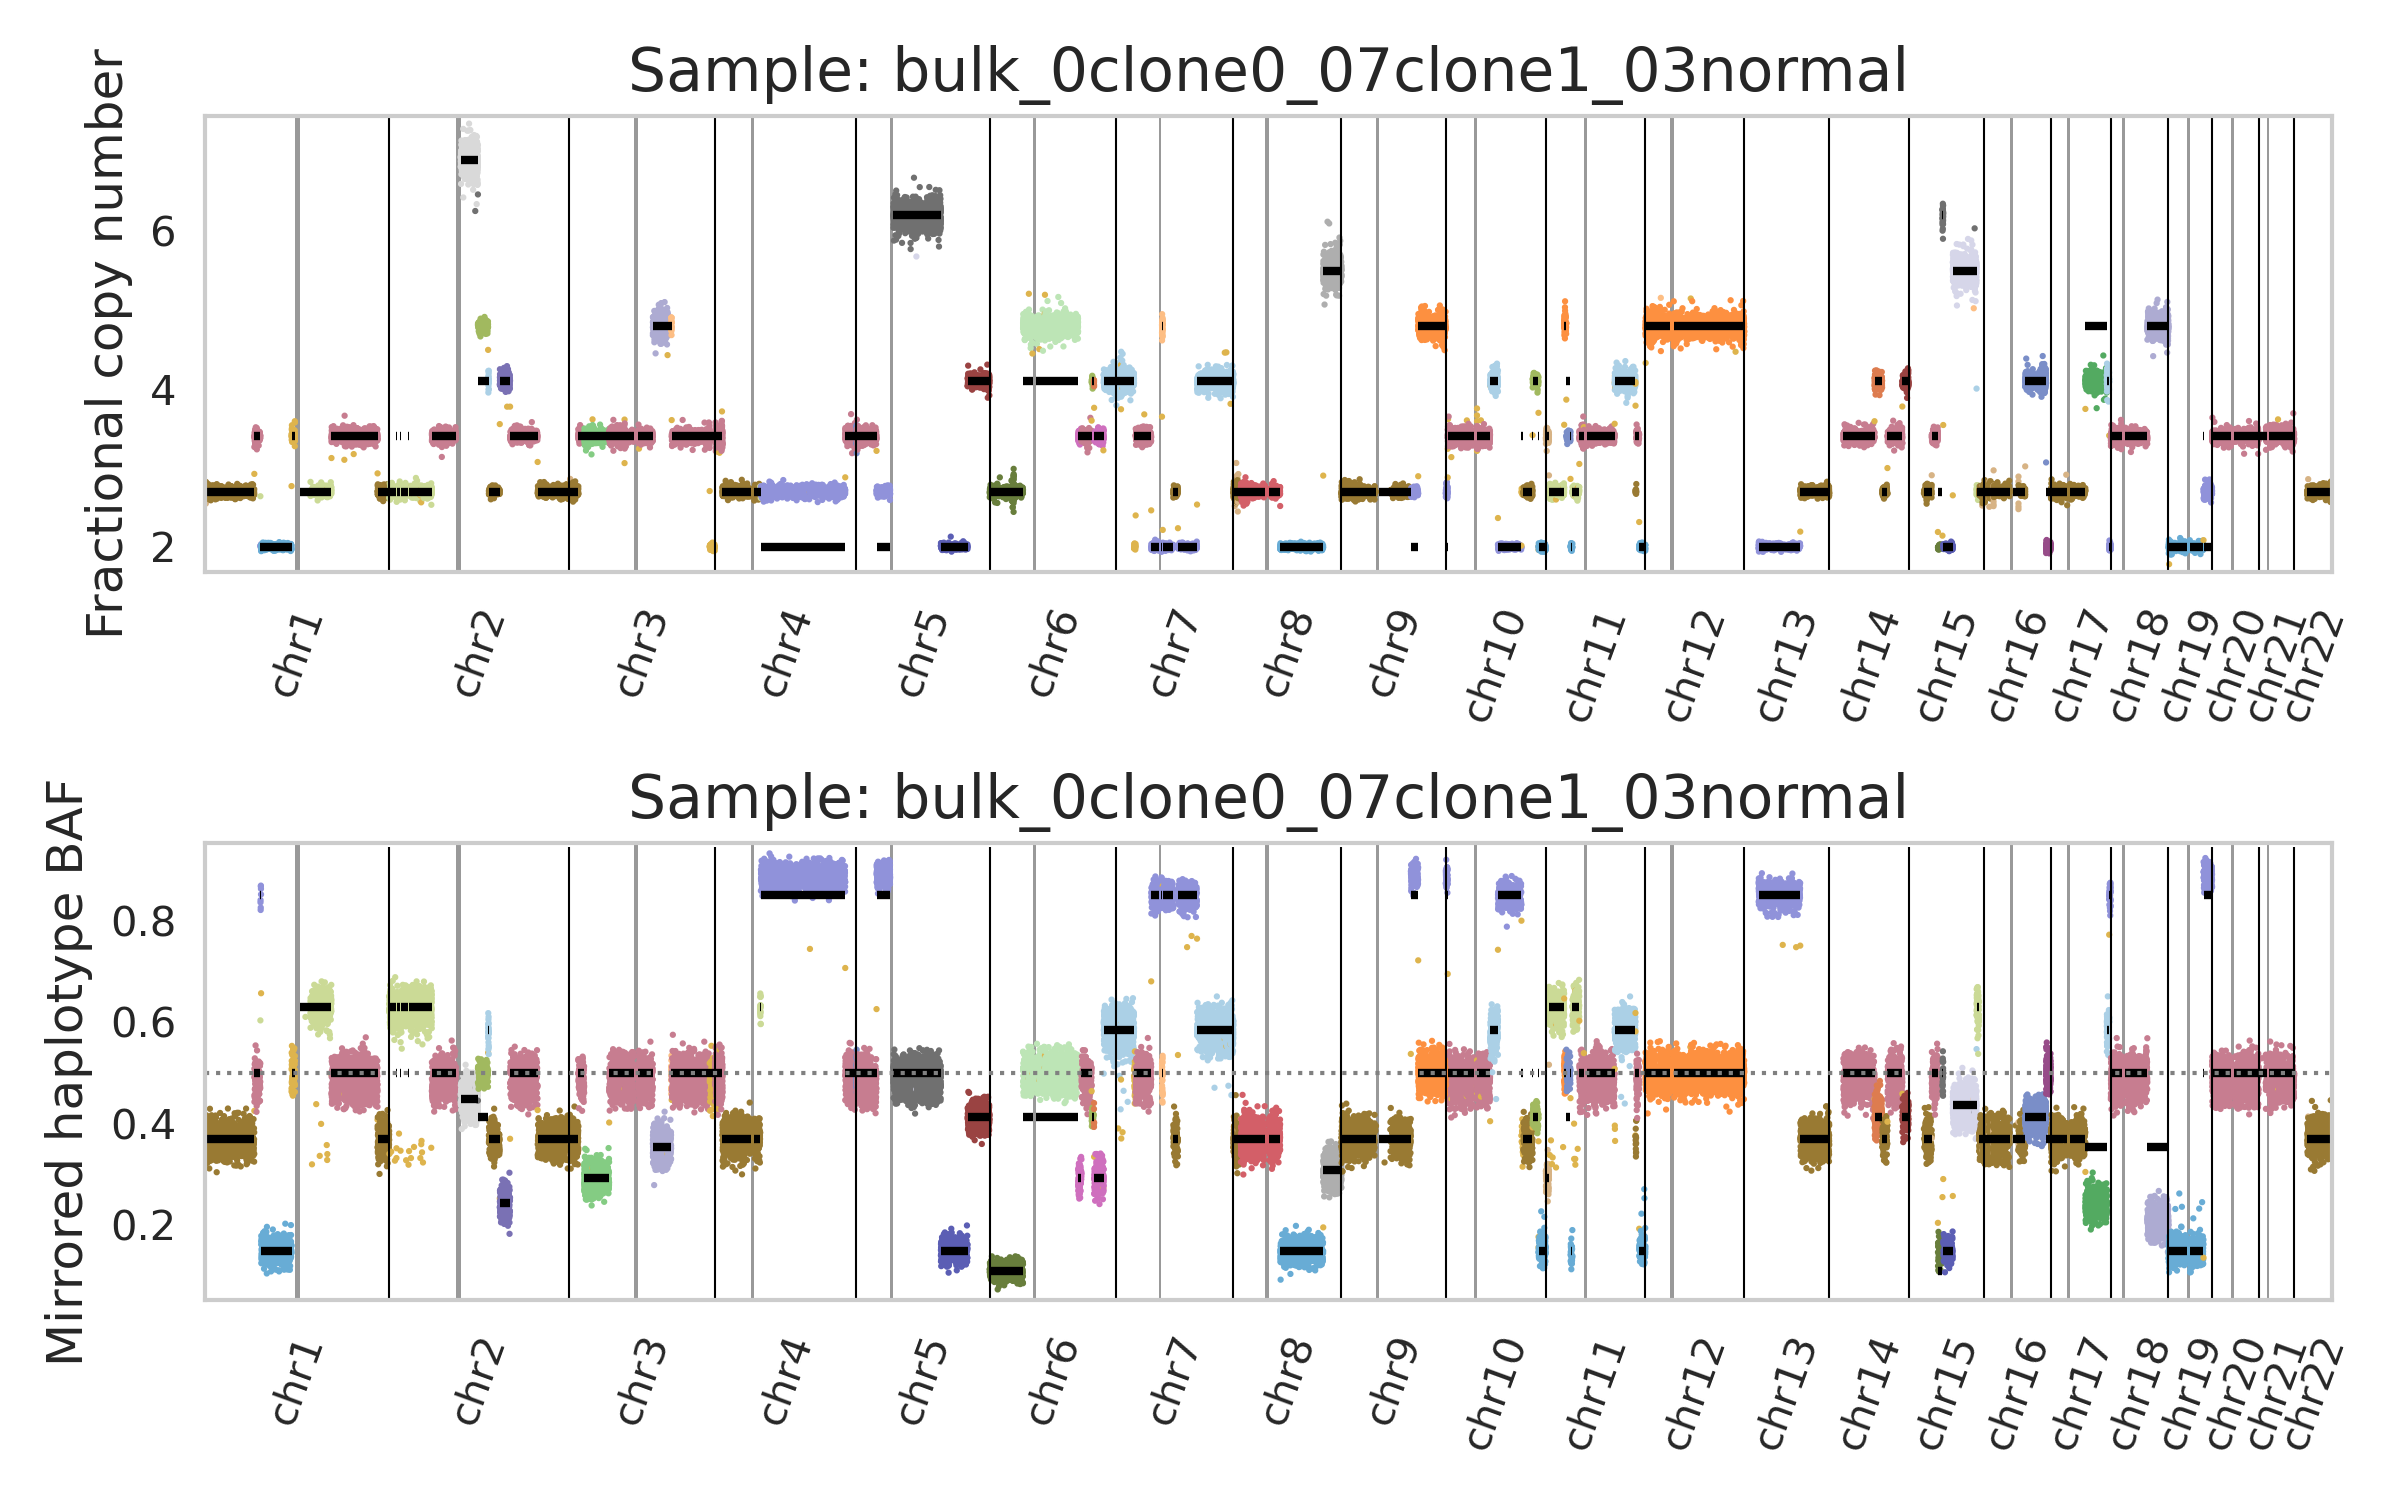 Sample: bulk_0clone0_07clone1_03normal
Fractional copy number
6
4
2
chr1 chr2 chr3 chr4 chr5 chr6 chr7 chr8 chr9 chr10 chr11 chr12 chr13 chr14 chr15 chr16 chr17 chr18 chr19 chr20 chr21 chr22
Sample: bulk_0clone0_07clone1_03normal
Mirrored haplotype BAF
0.8
0.6
0.4
0.2
chr1 chr2 chr3 chr4 chr5 chr6 chr7 chr8 chr9 chr10 chr11 chr12 chr13 chr14 chr15 chr16 chr17 chr18 chr19 chr20 chr21 chr22